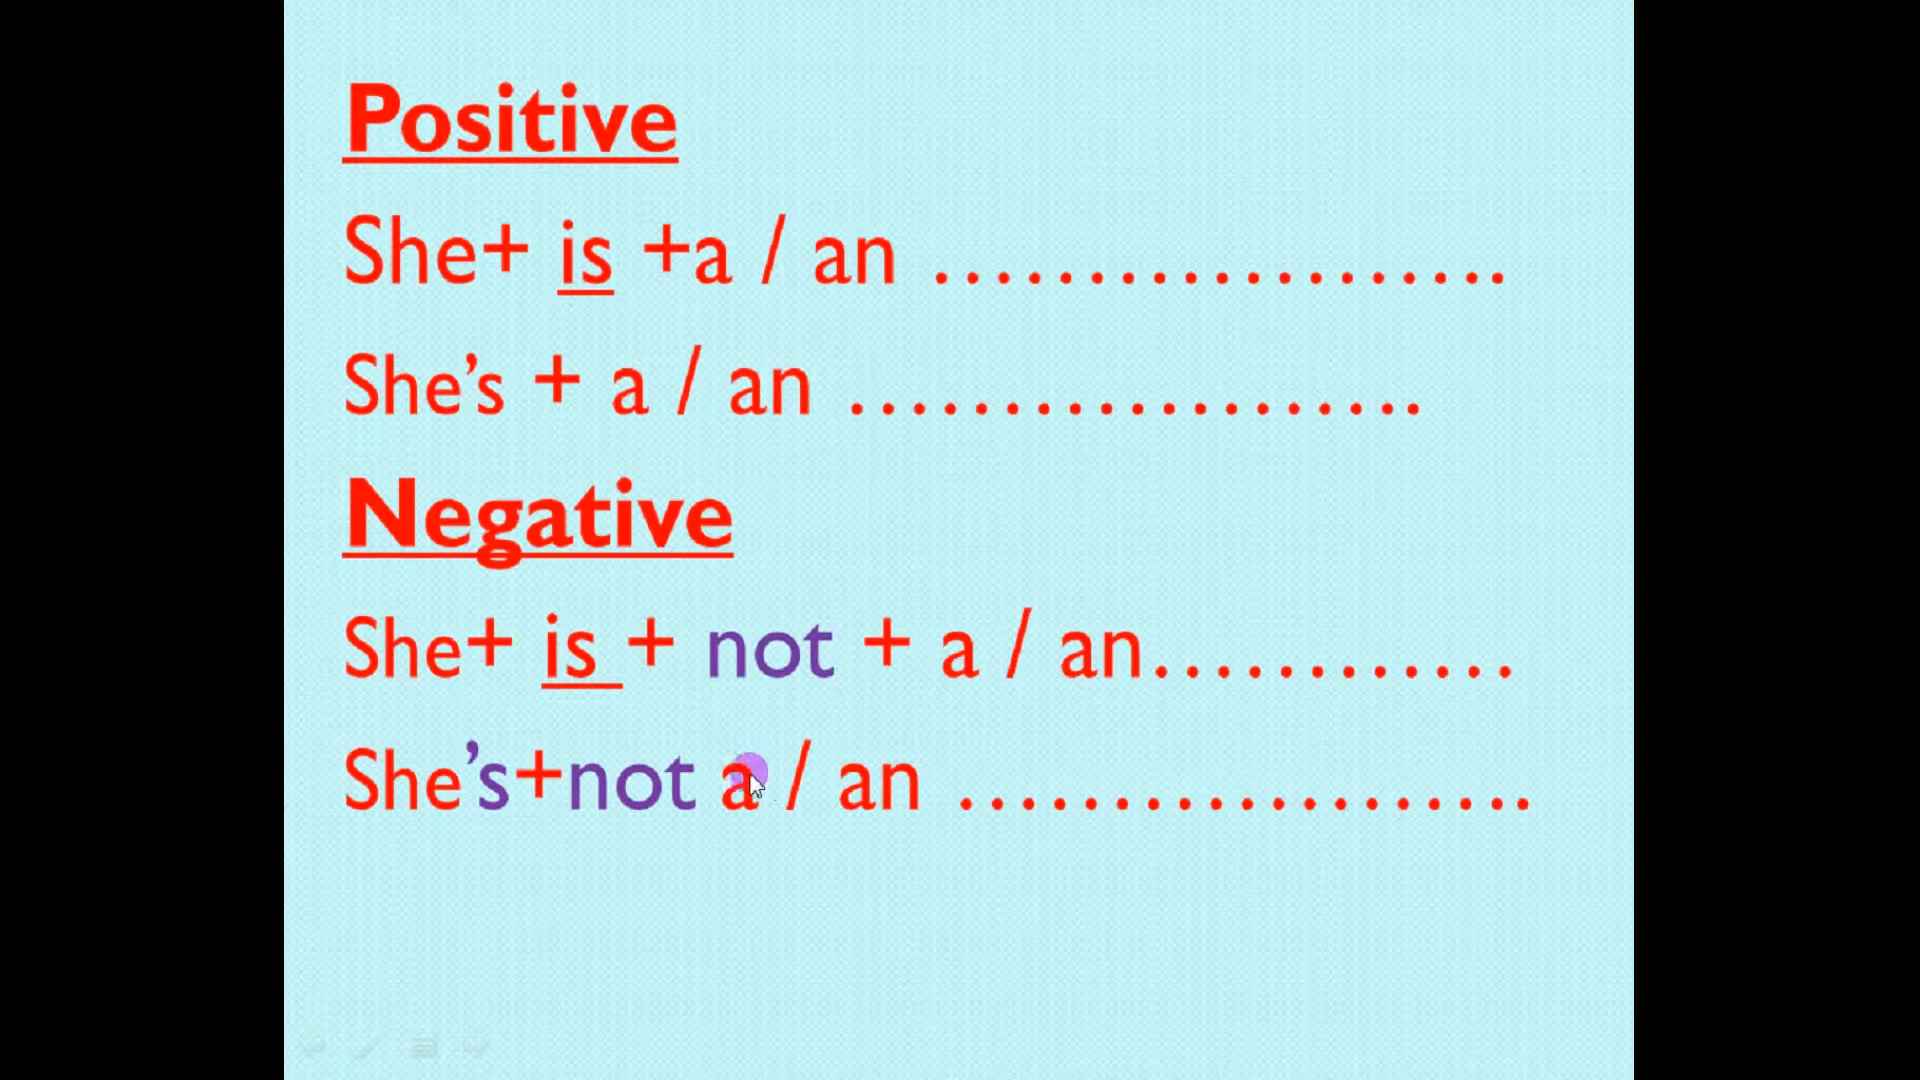 Positive
She+ is +a / an ...................
She’s + a / an ...................
Negative
She+ is + not + a / an............
She’s+not a / an ...................